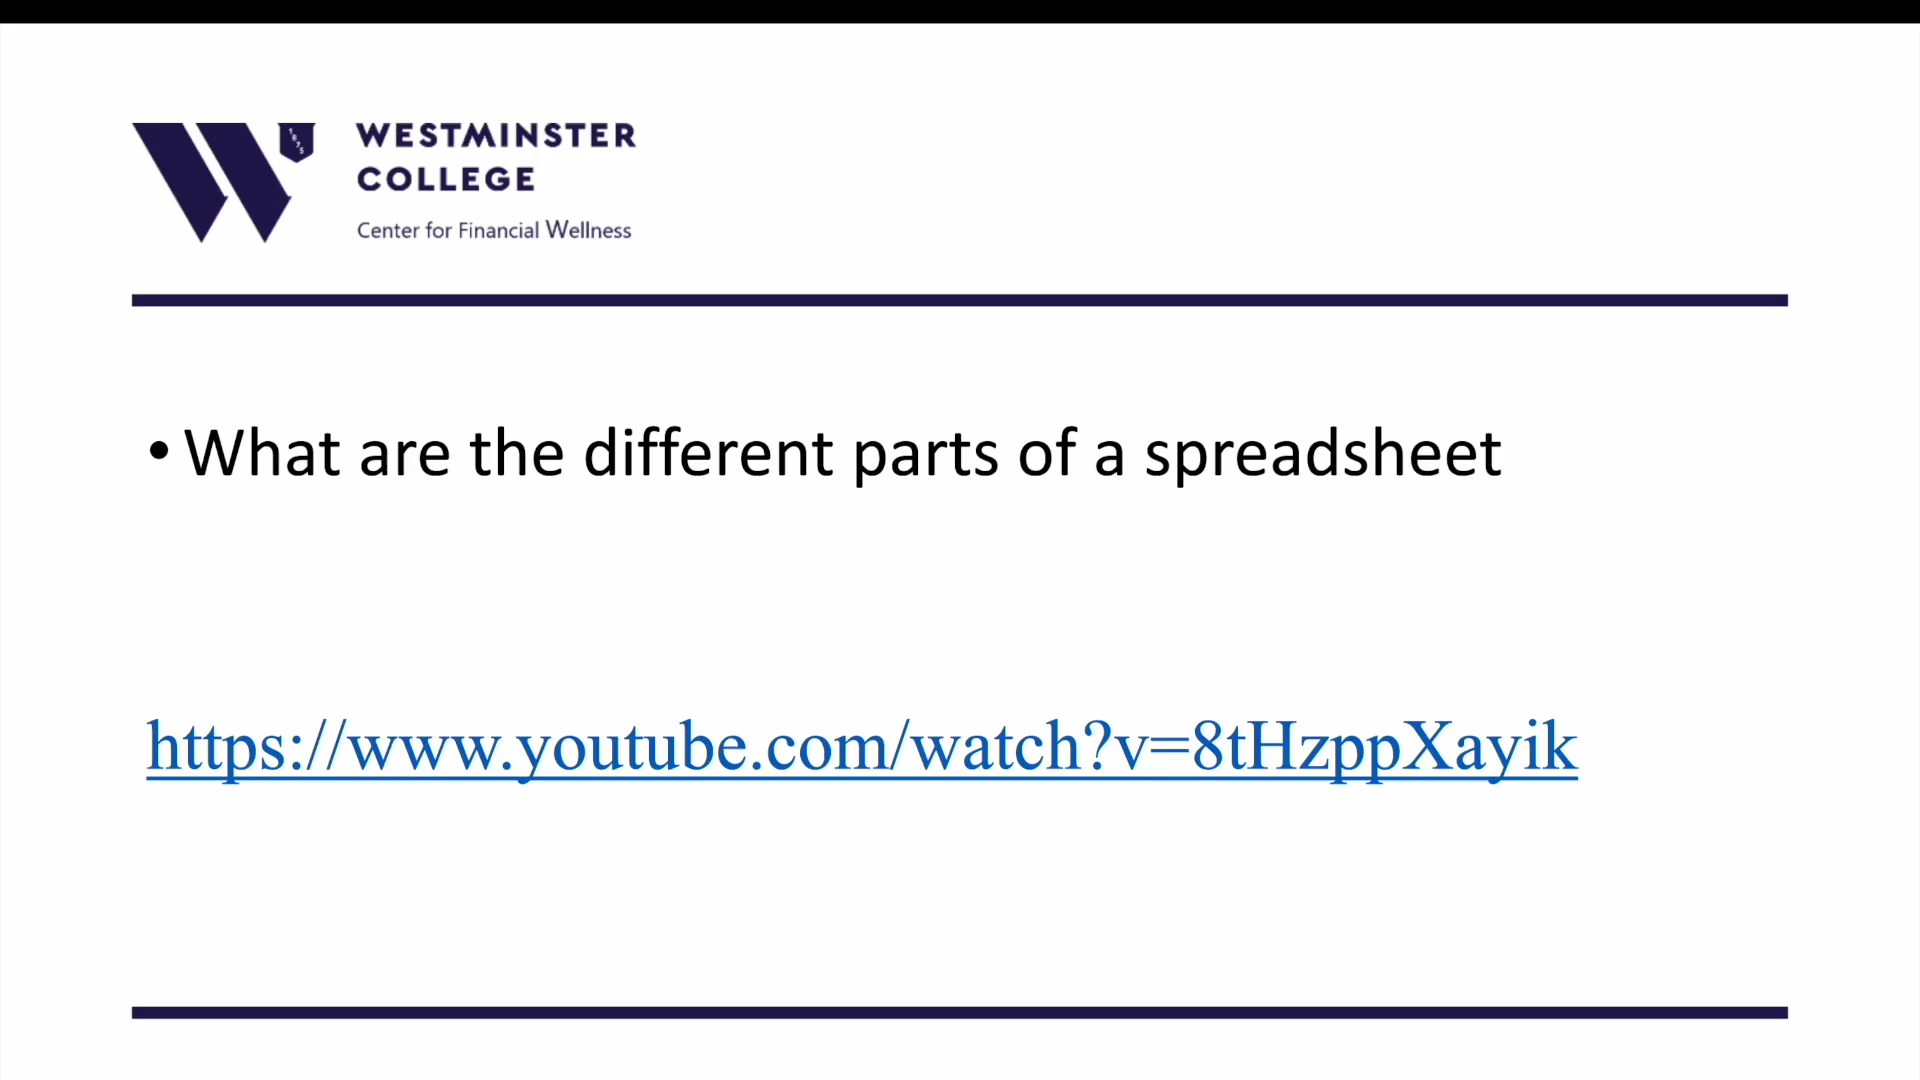 1875
WESTMINSTER
COLLEGE
Center for Financial Wellness
• What are the different parts of a spreadsheet
https://www.youtube.com/watch?v=8tHzppXayik